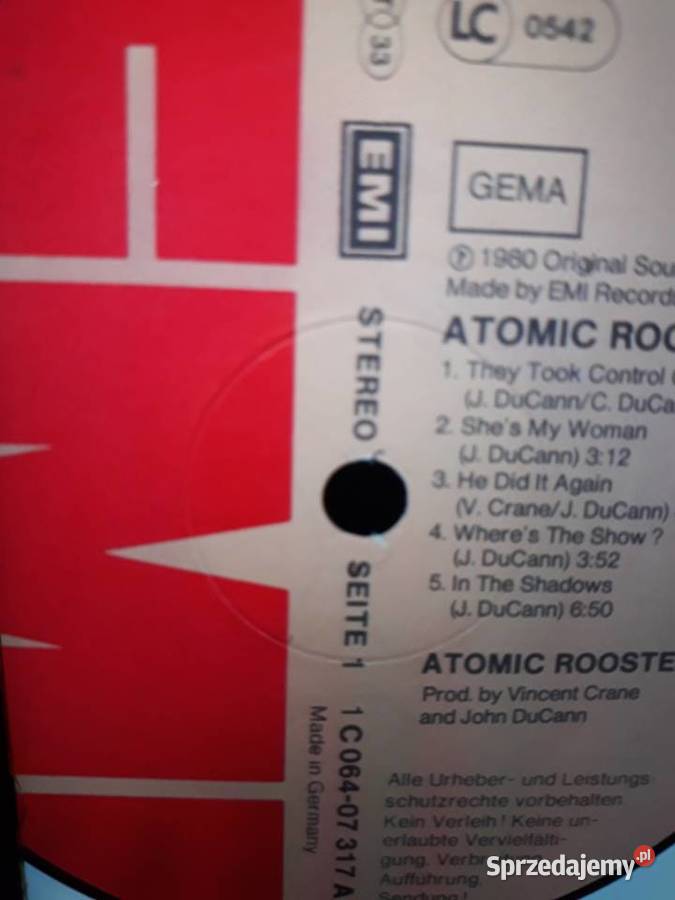 LC 0542
33
EMI
GEMA
Ⓟ 1980 Original Sou
Made by EMI Record
ATOMIC ROO
1. They Took Control
(J. DuCann/C. DuCa
2. She's My Woman
(J. DuCann) 3:12
3. He Did It Again
(V. Crane/J. DuCann)
4. Where's The Show ?
(J. DuCann) 3:52
5. In The Shadows
(J. DuCann) 6:50
STEREO
SEITE 1
1 C 064-07 317 A
Made in Germany
ATOMIC ROOSTE
Prod. by Vincent Crane
and John DuCann
Alle Urheber- und Leistungs-
schutzrechte vorbehalten.
Kein Verleih! Keine un-
erlaubte Vervielfälti-
gung,
Aufführung,
Sendung!
Sprzedajemy.pl